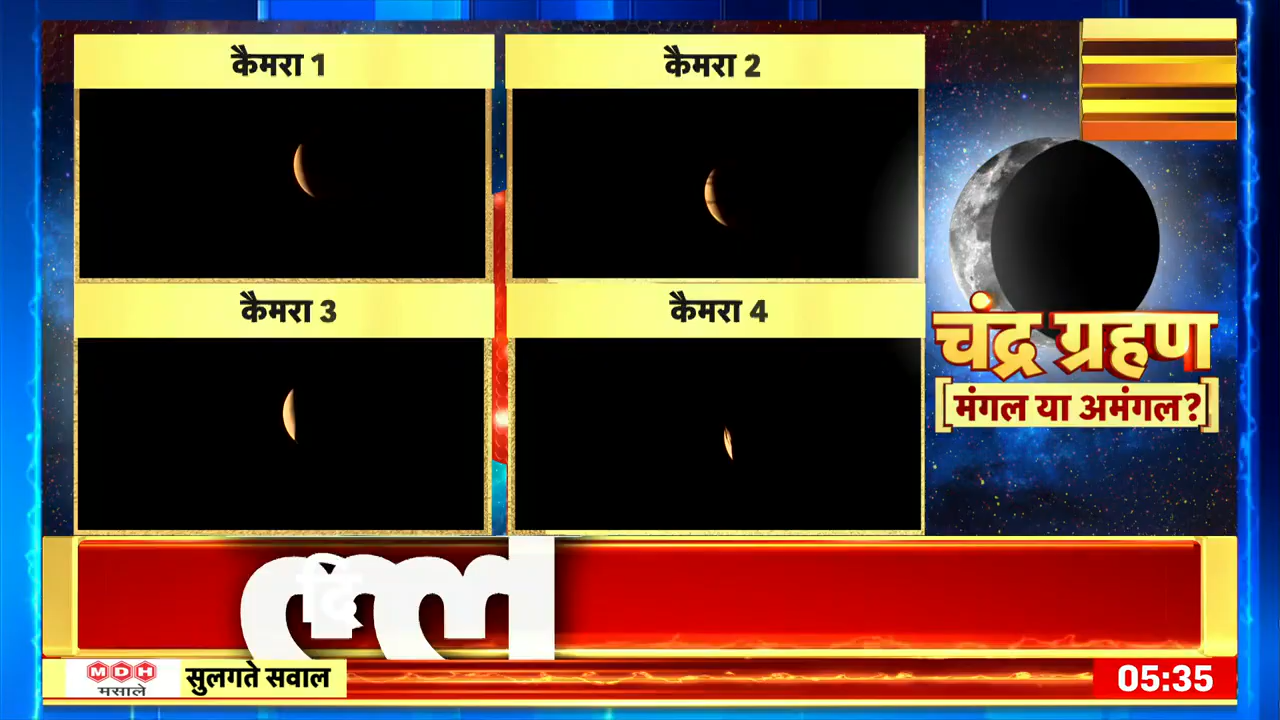 कैमरा 1
कैमरा 2
कैमरा 3
कैमरा 4
चंद्र ग्रहण
[मंगल या अमंगल?]
MDH
मसाले
सुलगते सवाल
05:35